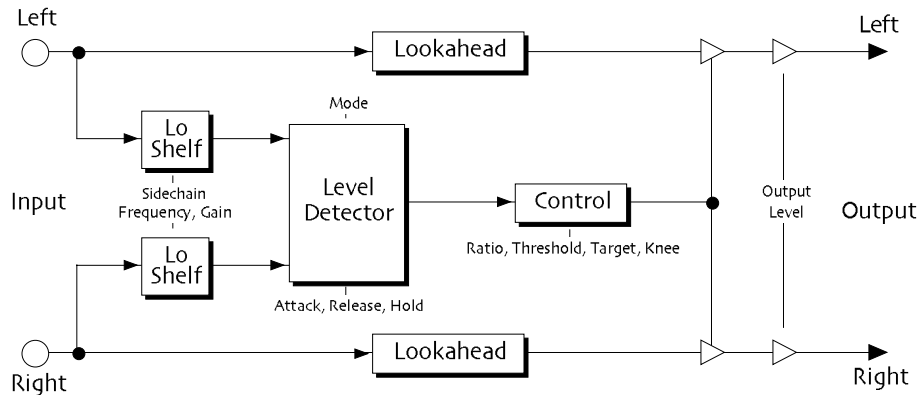 Left
Left
Lookahead
Mode
Lo
Shelf
Level
Detector
Sidechain
Frequency, Gain
Input
Control
Output
Level
Output
Ratio, Threshold, Target, Knee
Lo
Shelf
Attack, Release, Hold
Lookahead
Right
Right